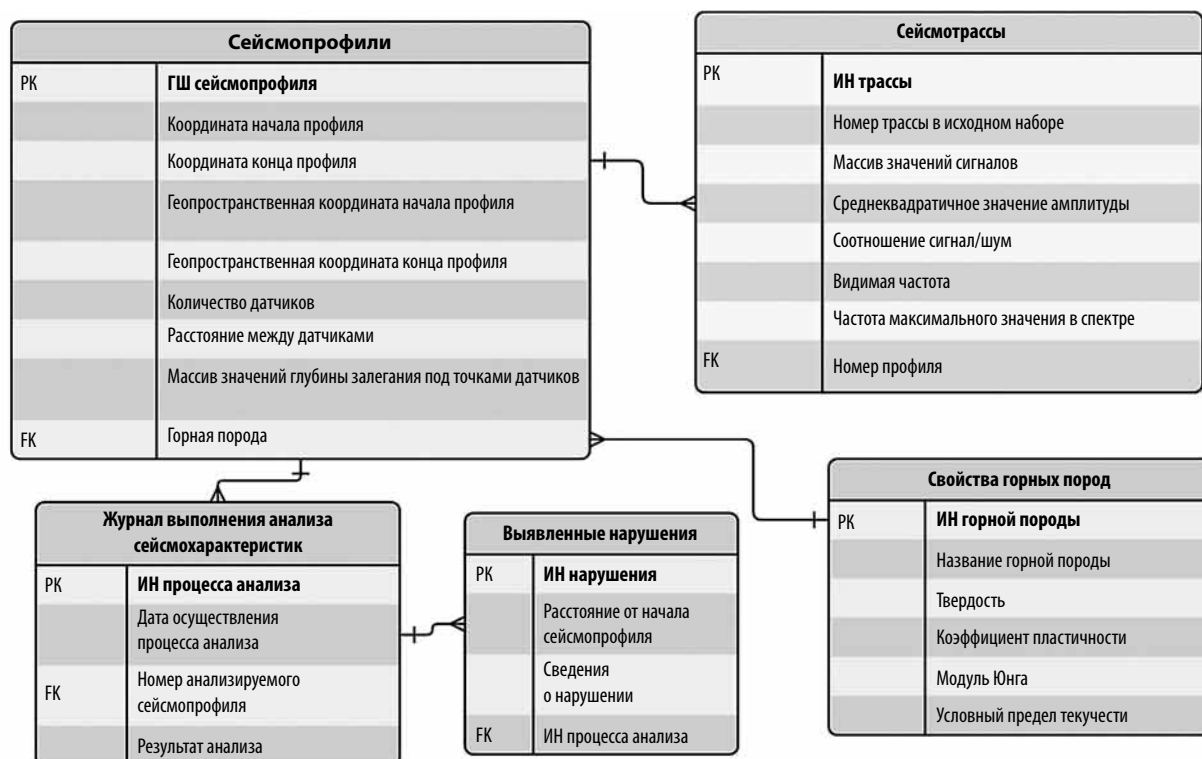 Сейсмопрофили
PK ГШ сейсмопрофиля
Координата начала профиля
Координата конца профиля
Геопространственная координата начала профиля
Геопространственная координата конца профиля
Количество датчиков
Расстояние между датчиками
Массив значений глубины залегания под точками датчиков
FK Горная порода
Сейсмотрассы
PK ИН трассы
Номер трассы в исходном наборе
Массив значений сигналов
Среднеквадратичное значение амплитуды
Соотношение сигнал/шум
Видимая частота
Частота максимального значения в спектре
FK Номер профиля
Журнал выполнения анализа
сейсмохарактеристик
PK ИН процесса анализа
Дата осуществления
процесса анализа
FK Номер анализируемого
сейсмопрофиля
Результат анализа
Выявленные нарушения
PK ИН нарушения
Расстояние от начала
сейсмопрофиля
Сведения
о нарушении
FK ИН процесса анализа
Свойства горных пород
PK ИН горной породы
Название горной породы
Твердость
Коэффициент пластичности
Модуль Юнга
Условный предел текучести